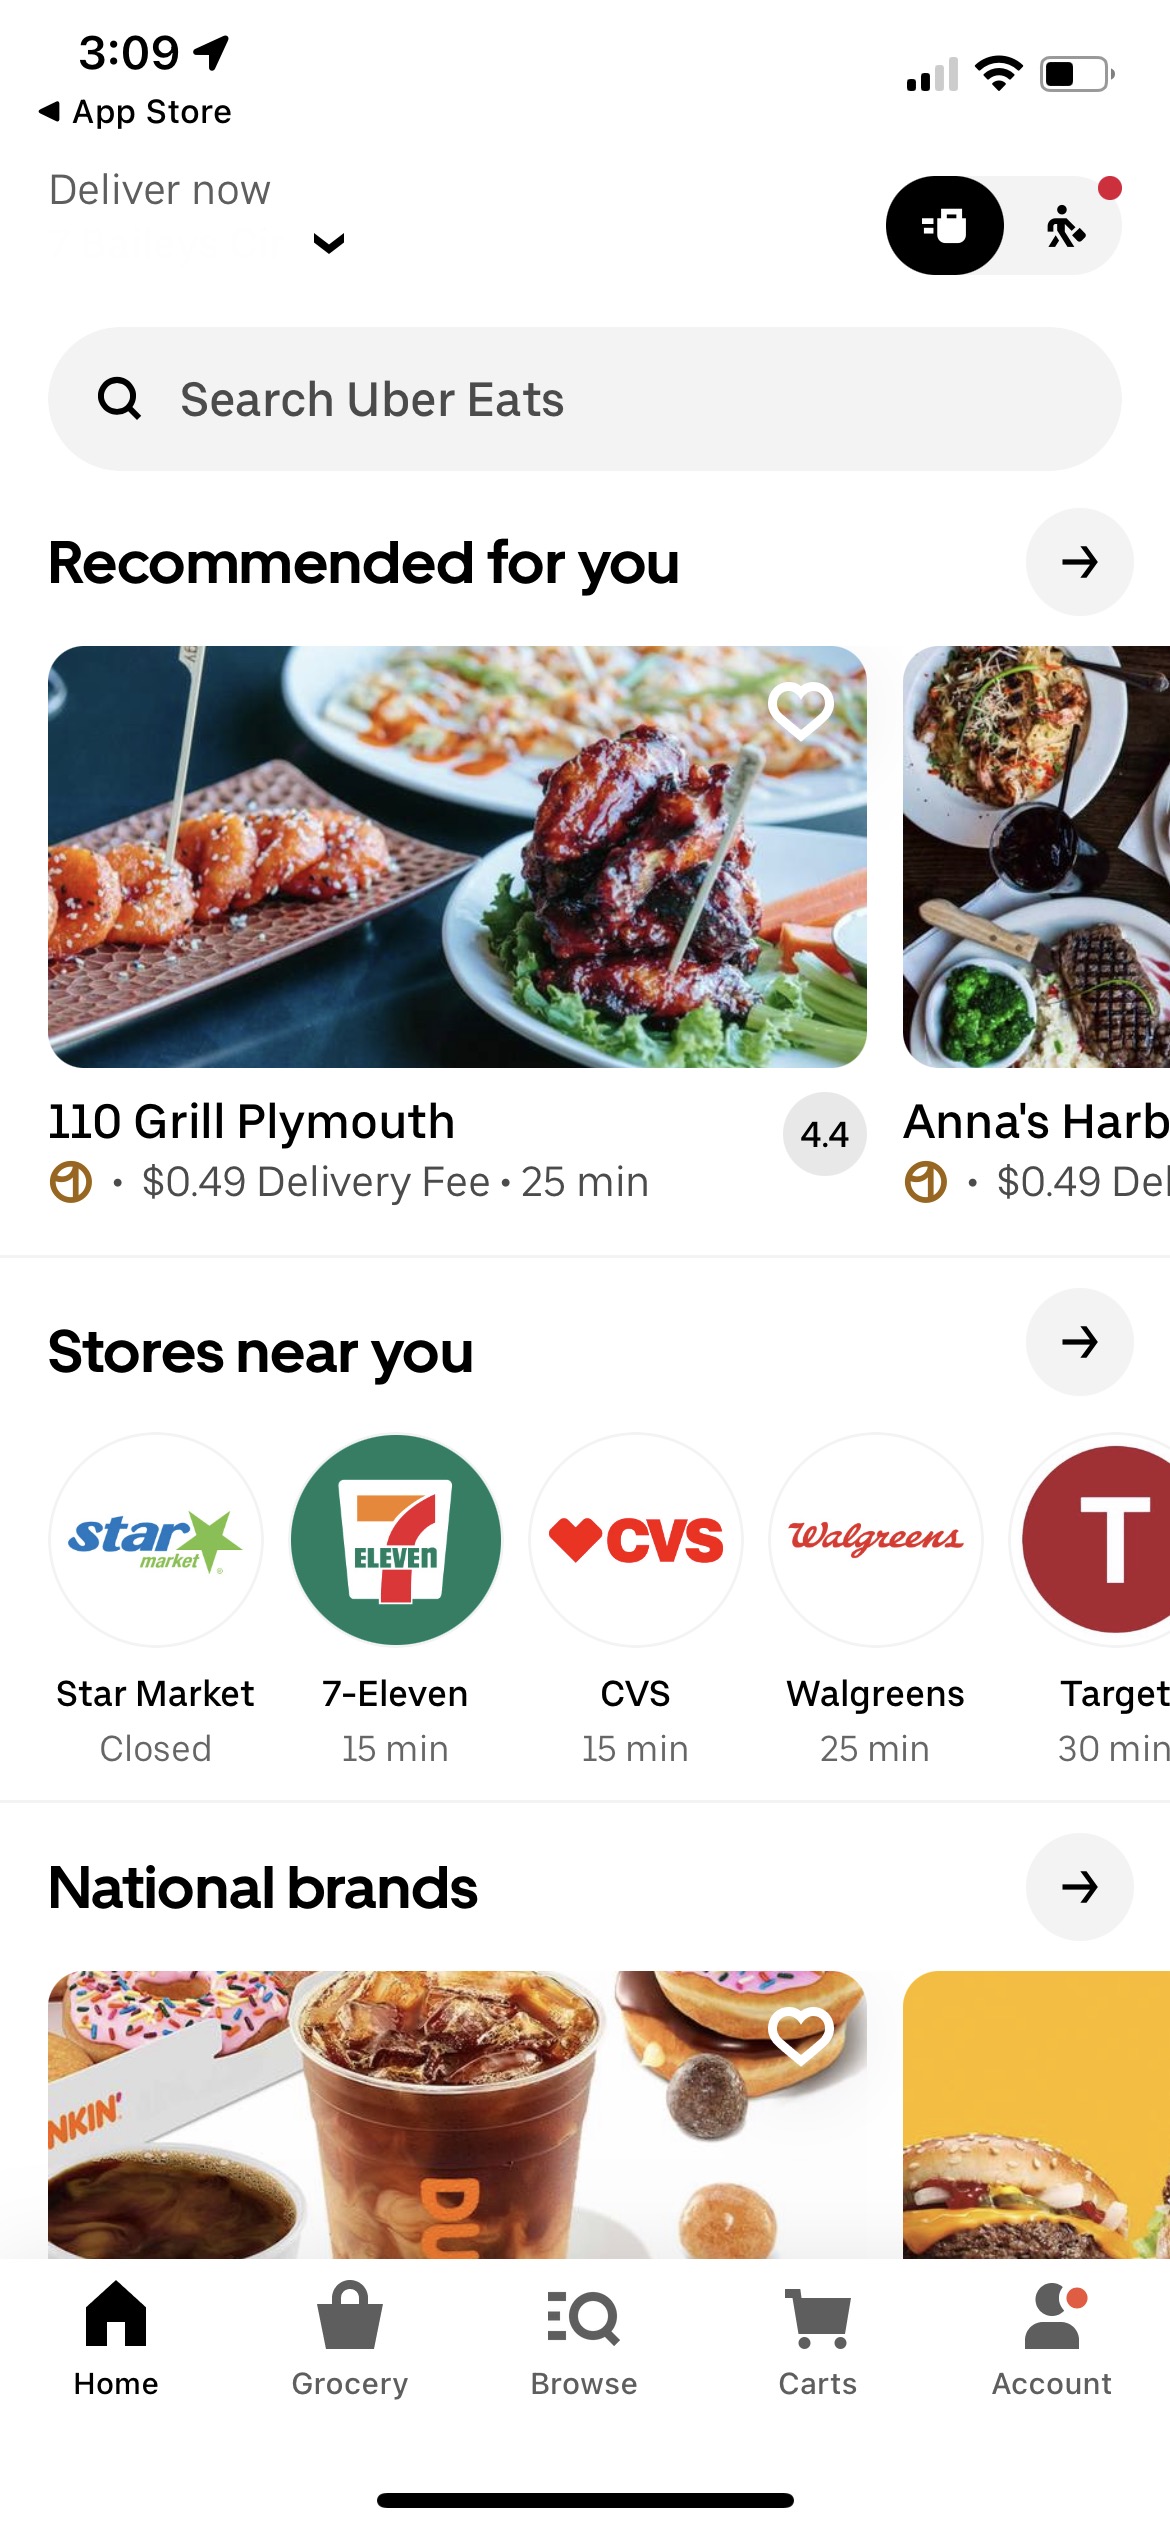 3:09
App Store
Deliver now
Search Uber Eats
Recommended for you
110 Grill Plymouth
4.4
• $0.49 Delivery Fee • 25 min
Anna's Harb
• $0.49 Del
Stores near you
star market
7 ELEVEN
CVS
Walgreens
T
Star Market
7-Eleven
CVS
Walgreens
Target
Closed
15 min
15 min
25 min
30 min
National brands
NKIN'
DU
Home
Grocery
Browse
Carts
Account